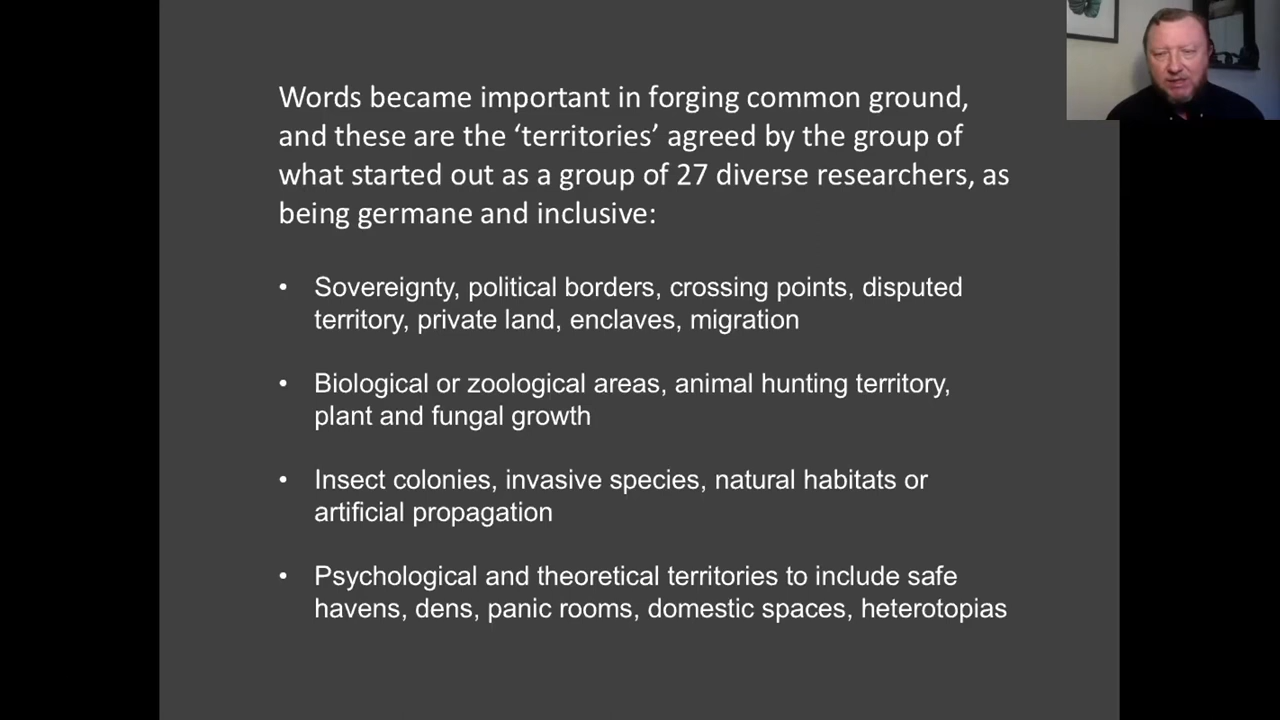 Words became important in forging common ground,
and these are the ‘territories’ agreed by the group of
what started out as a group of 27 diverse researchers, as
being germane and inclusive:
• Sovereignty, political borders, crossing points, disputed
territory, private land, enclaves, migration
• Biological or zoological areas, animal hunting territory,
plant and fungal growth
• Insect colonies, invasive species, natural habitats or
artificial propagation
• Psychological and theoretical territories to include safe
havens, dens, panic rooms, domestic spaces, heterotopias